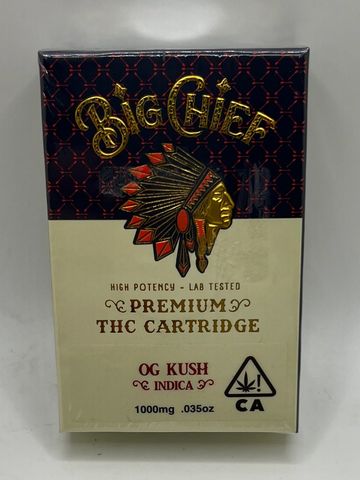 BIG CHIEF
HIGH POTENCY - LAB TESTED
PREMIUM
THC CARTRIDGE
OG KUSH
INDICA
!
CA
1000mg .035oz